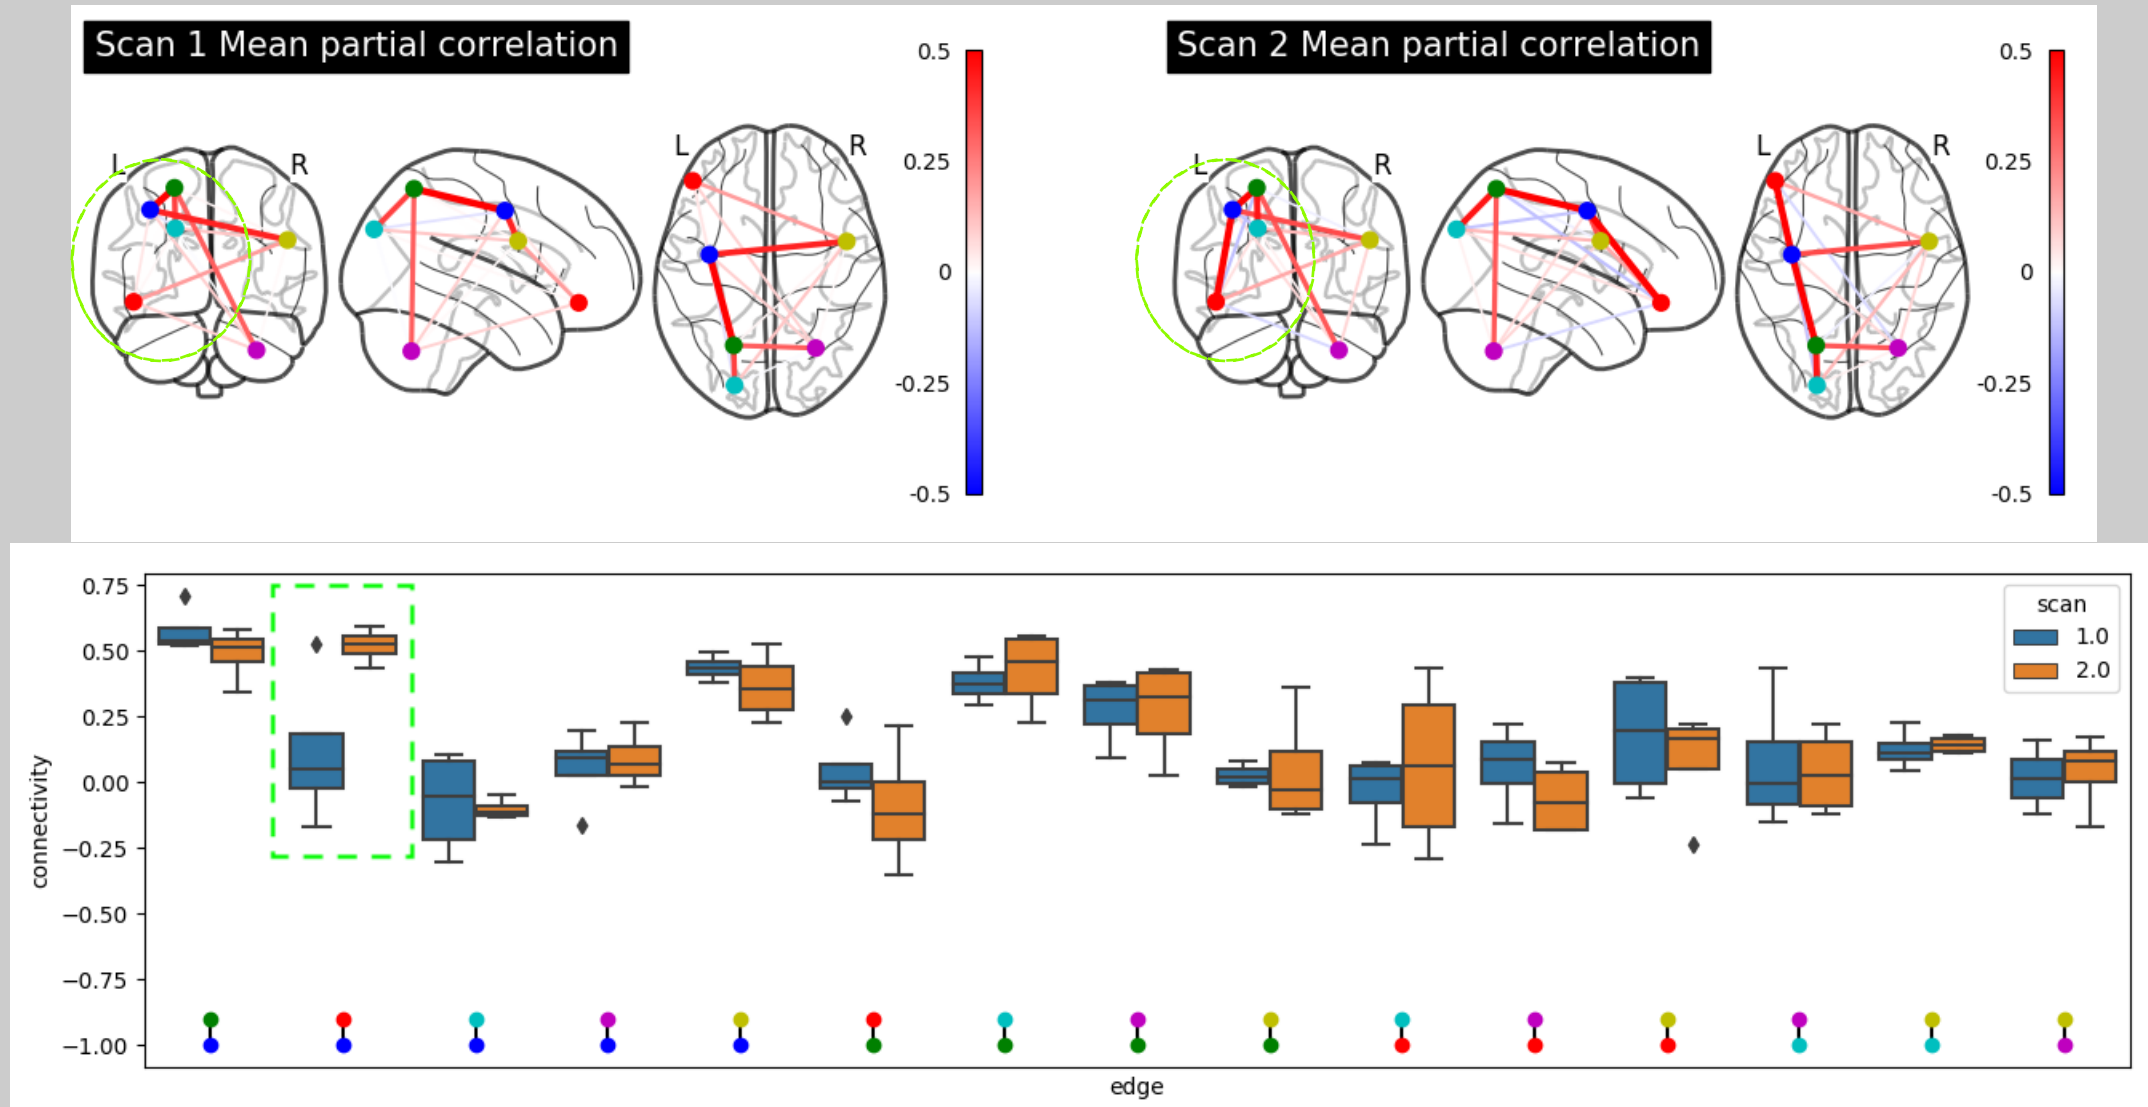 Scan 1 Mean partial correlation
0.5
0.25
0
-0.25
-0.5
L
R
L
R
Scan 2 Mean partial correlation
0.5
0.25
0
-0.25
-0.5
L
R
L
R
connectivity
0.75
0.50
0.25
0.00
−0.25
−0.50
−0.75
−1.00
scan
1.0
2.0
edge